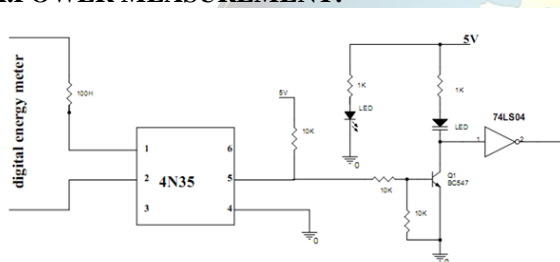 POWER MEASUREMENT:
5V
digital energy meter
100H
1K
1K
LED
5V
LED
74LS04
1
2
10K
0
1
6
2
4N35
5
3
4
10K
Q1
BC547
10K
0
0